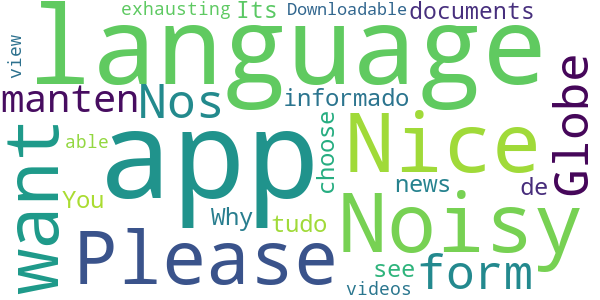 exhausting Its Downloadable documents
view language
manten Nos informado Globe
want app choose Nice
able news de
You Why tudo Noisy
Please see form
videos